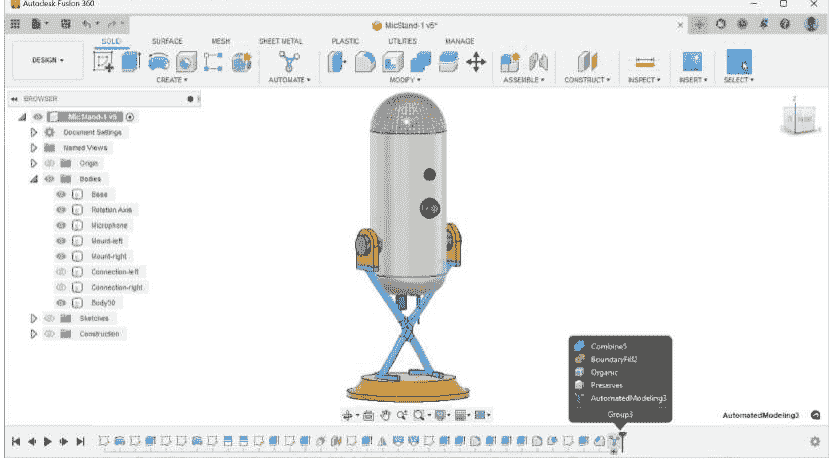 Autodesk Fusion 360
MicStand-1 v5*
SOLID SURFACE MESH SHEET METAL PLASTIC UTILITIES MANAGE
DESIGN
CREATE AUTOMATE MODIFY ASSEMBLE CONSTRUCT INSPECT INSERT SELECT
BROWSER
MicStand-1 v5
Document Settings
Named Views
Origin
Bodies
Base
Rotation Axis
Microphone
Mount-left
Mount-right
Connection-left
Connection-right
Body30
Sketches
Construction
Z
Combine5
BoundaryFill2
Organic
Preserves
AutomatedModeling3
Group3
AutomatedModeling3